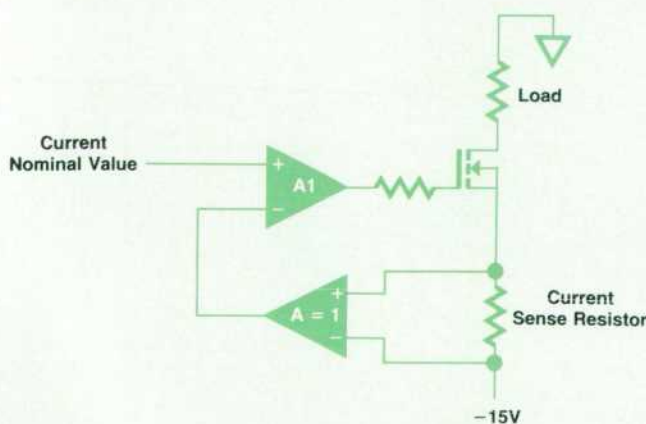 Load
Current
Nominal Value
+
A1
−
+
A = 1
−
Current
Sense Resistor
−15V